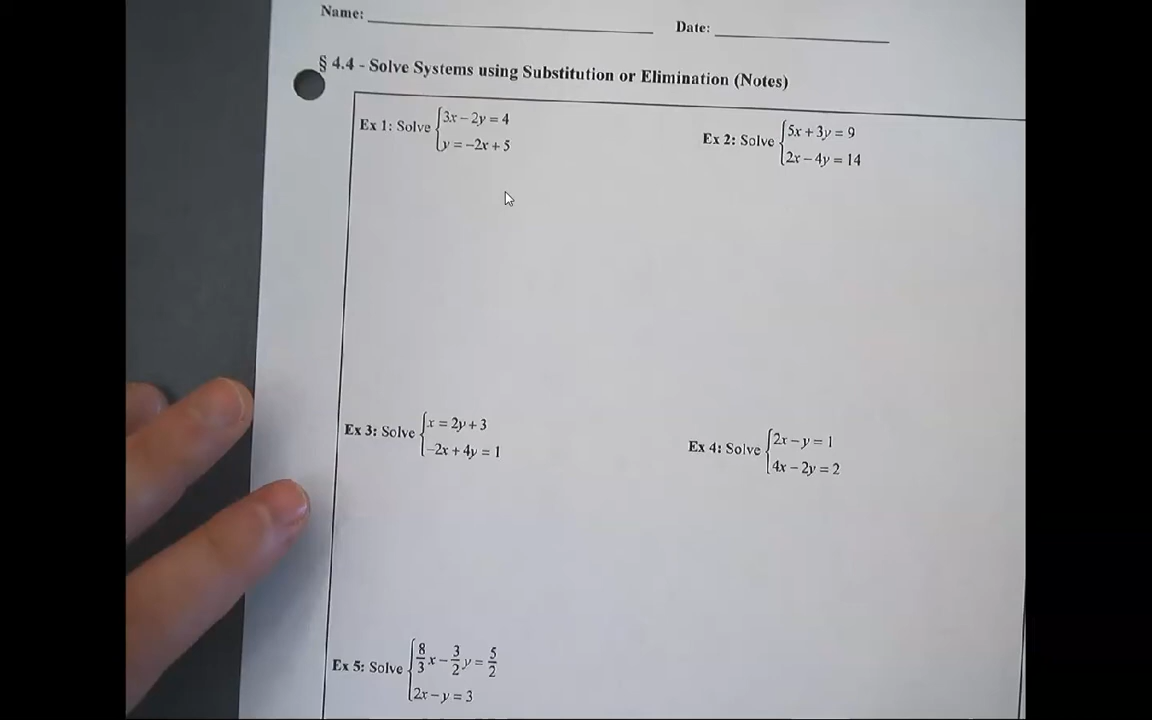 Name: ____________ Date: ____________
§ 4.4 - Solve Systems using Substitution or Elimination (Notes)
Ex 1: Solve {3x − 2y = 4
y = −2x + 5
Ex 2: Solve {5x + 3y = 9
2x − 4y = 14
Ex 3: Solve {x = 2y + 3
−2x + 4y = 1
Ex 4: Solve {2x − y = 1
4x − 2y = 2
Ex 5: Solve {8/3 x − 3/2 y = 5/2
2x − y = 3